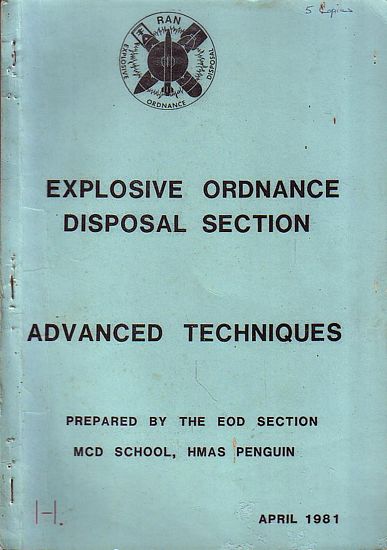 5 Copies
RAN
EXPLOSIVE ORDNANCE DISPOSAL
EXPLOSIVE ORDNANCE
DISPOSAL SECTION
ADVANCED TECHNIQUES
PREPARED BY THE EOD SECTION
MCD SCHOOL, HMAS PENGUIN
H.
APRIL 1981